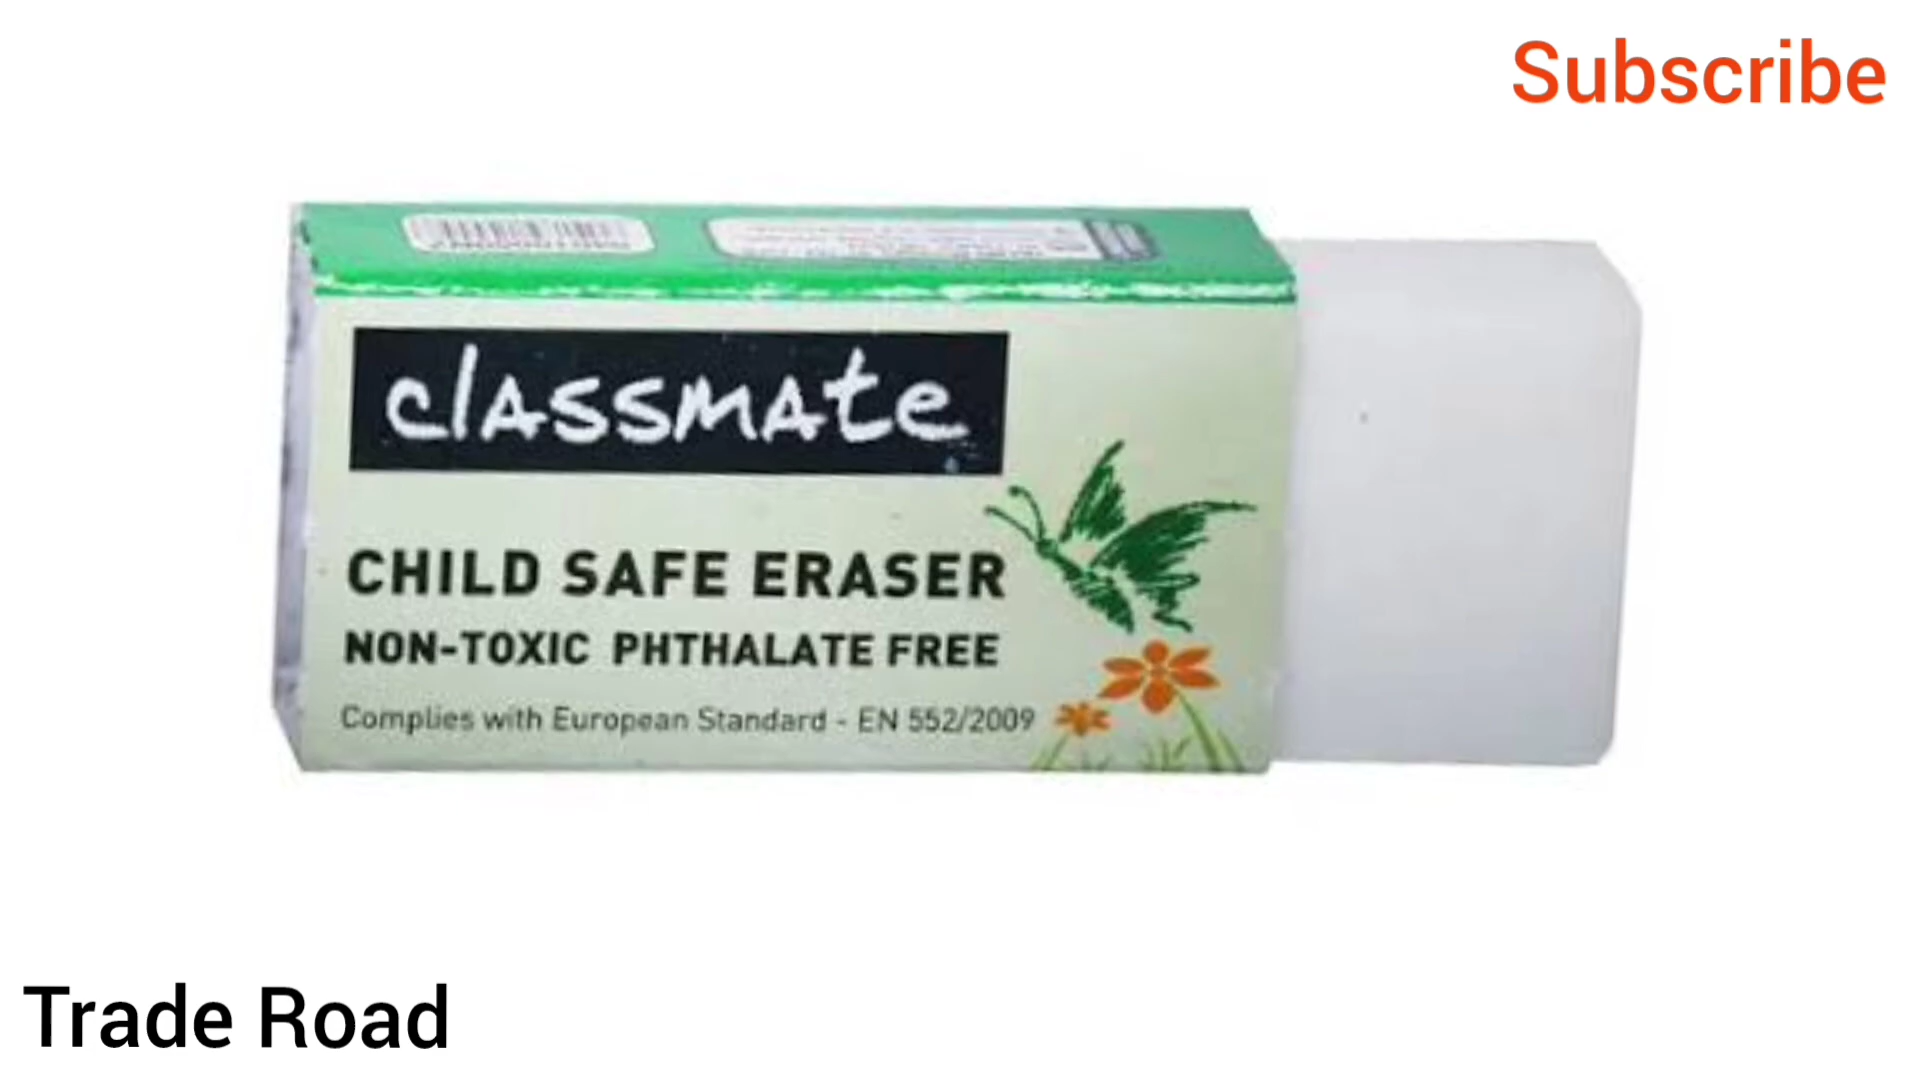 Subscribe
classmate
CHILD SAFE ERASER
NON-TOXIC PHTHALATE FREE
Complies with European Standard - EN 552/2009
Trade Road